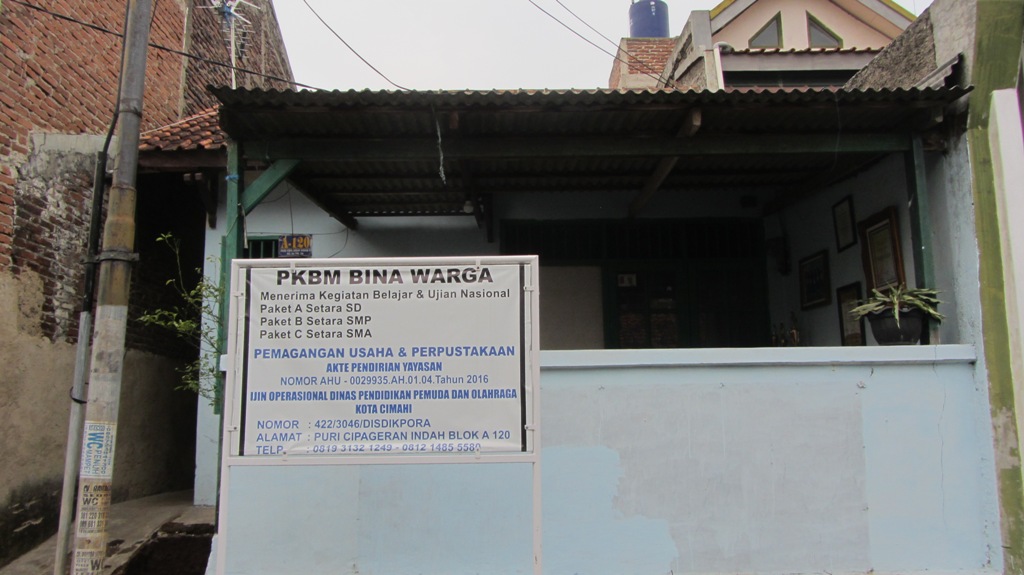 A-120
PKBM BINA WARGA
Menerima Kegiatan Belajar & Ujian Nasional
Paket A Setara SD
Paket B Setara SMP
Paket C Setara SMA
PEMAGANGAN USAHA & PERPUSTAKAAN
AKTE PENDIRIAN YAYASAN
NOMOR AHU - 0029935.AH.01.04.Tahun 2016
IJIN OPERASIONAL DINAS PENDIDIKAN PEMUDA DAN OLAHRAGA
KOTA CIMAHI
NOMOR : 422/3046/DISDIKPORA
ALAMAT : PURI CIPAGERAN INDAH BLOK A 120
TELP. : 0819 3132 1249 - 0812 1485 5580
WC
WC
WC